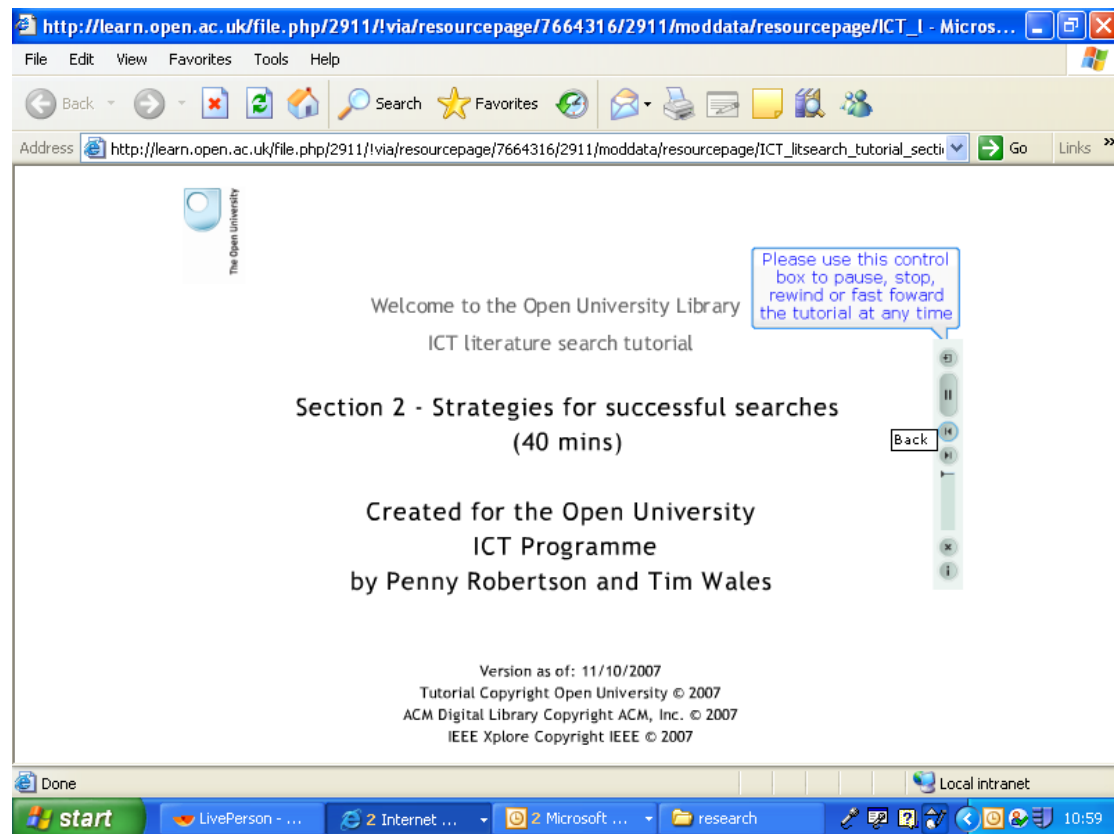 http://learn.open.ac.uk/file.php/2911/!via/resourcepage/7664316/2911/moddata/resourcepage/ICT_l - Micros...
File Edit View Favorites Tools Help
Back Search Favorites
Address http://learn.open.ac.uk/file.php/2911/!via/resourcepage/7664316/2911/moddata/resourcepage/ICT_litsearch_tutorial_secti Go Links »
The Open University
Please use this control
box to pause, stop,
rewind or fast foward
the tutorial at any time
Welcome to the Open University Library
ICT literature search tutorial
Section 2 - Strategies for successful searches
(40 mins)
Back
Created for the Open University
ICT Programme
by Penny Robertson and Tim Wales
Version as of: 11/10/2007
Tutorial Copyright Open University © 2007
ACM Digital Library Copyright ACM, Inc. © 2007
IEEE Xplore Copyright IEEE © 2007
Done Local intranet
start LivePerson - ... 2 Internet ... 2 Microsoft ... research 10:59